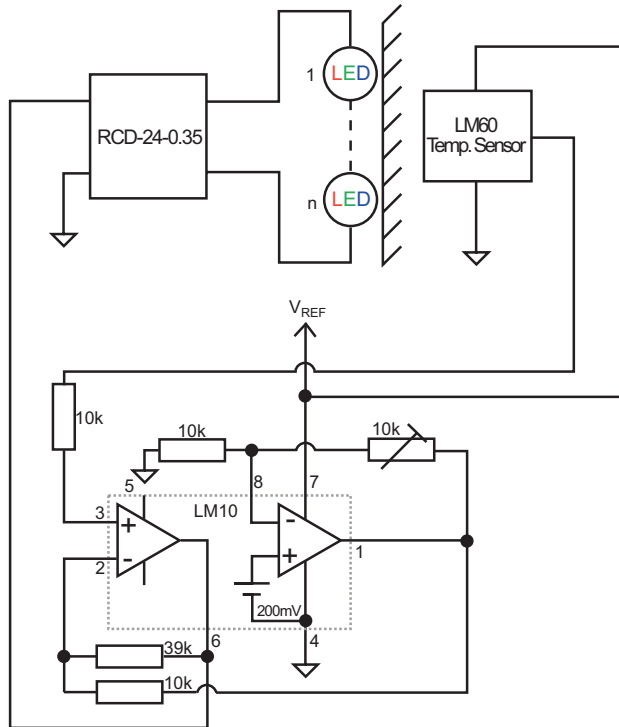 1
LED
RCD-24-0.35
LM60
Temp. Sensor
n
LED
V_REF
10k
10k
10k
5
8
7
LM10
3
+
-
+
-
2
1
200mV
6
4
39k
10k